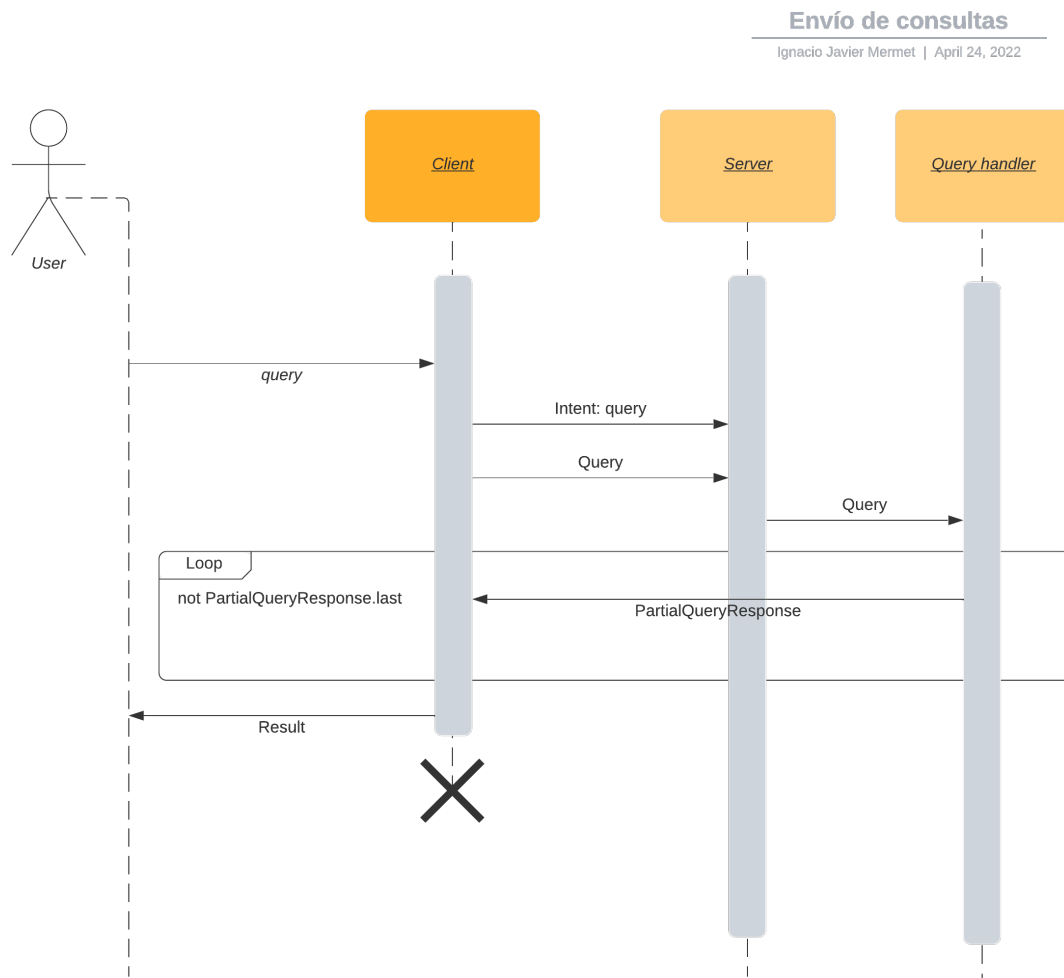 Envío de consultas
Ignacio Javier Mermet | April 24, 2022
User
Client
Server
Query handler
query
Intent: query
Query
Query
Loop
not PartialQueryResponse.last
PartialQueryResponse
Result